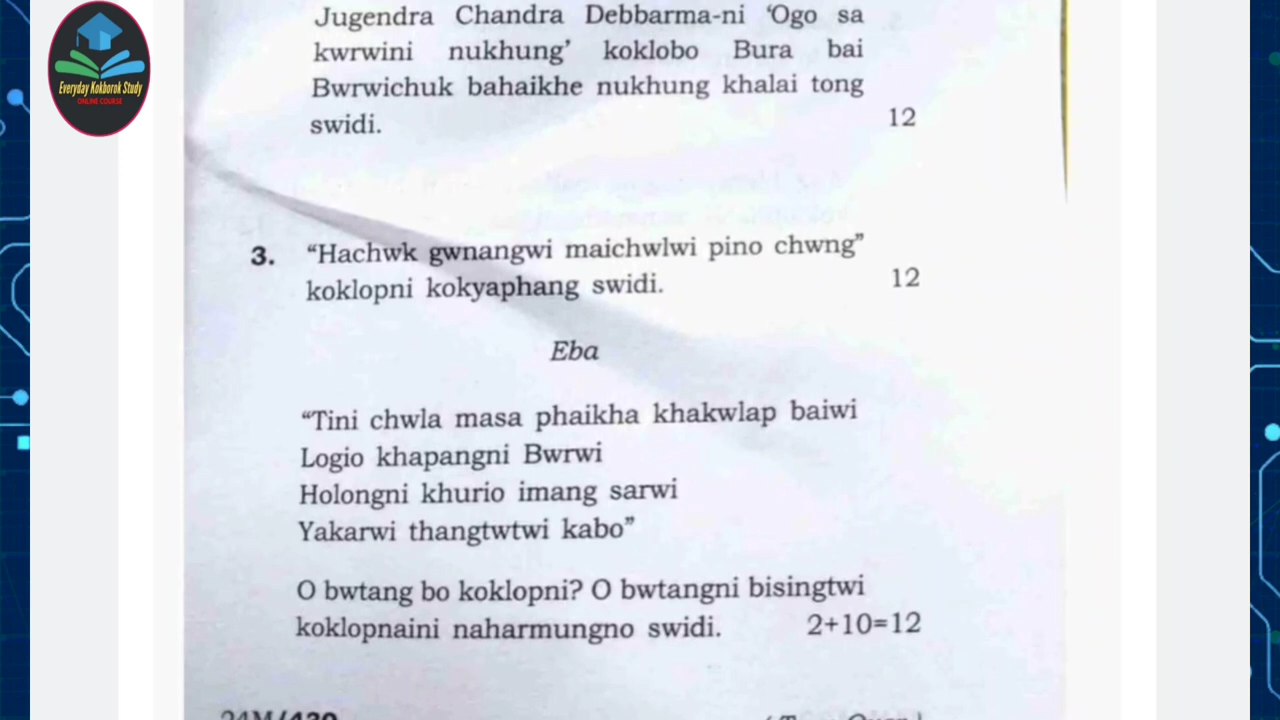 Everyday Kokborok Study
ONLINE COURSE
Jugendra Chandra Debbarma-ni ‘Ogo sa
kwrwini nukhung’ koklobo Bura bai
Bwrwichuk bahaikhe nukhung khalai tong
swidi. 12
3. “Hachwk gwnangwi maichwlwi pino chwng”
koklopni kokyaphang swidi. 12
Eba
“Tini chwla masa phaikha khakwlap baiwi
Logio khapangni Bwrwi
Holongni khurio imang sarwi
Yakarwi thangtwtwi kabo”
O bwtang bo koklopni? O bwtangni bisingtwi
koklopnaini naharmungno swidi. 2+10=12